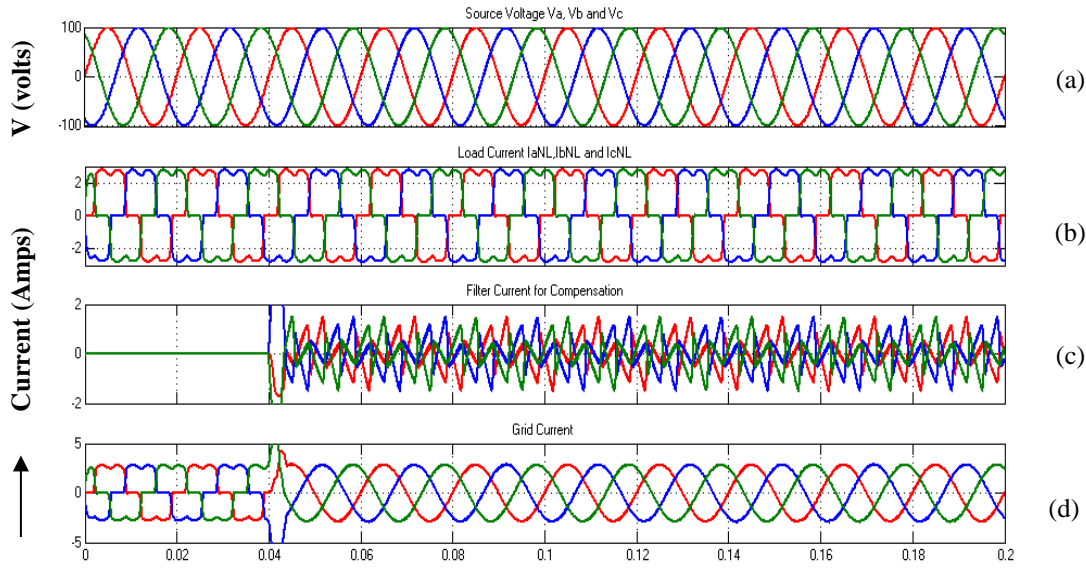 Source Voltage Va, Vb and Vc
V (volts)
100
0
-100
(a)
Load Current IaNL,IbNL and IcNL
2
0
-2
(b)
Current (Amps)
Filter Current for Compensation
2
0
-2
(c)
Grid Current
5
0
-5
(d)
0 0.02 0.04 0.06 0.08 0.1 0.12 0.14 0.16 0.18 0.2